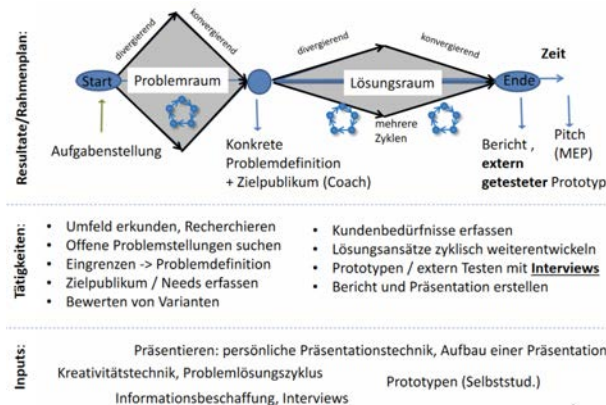 Resultate/Rahmenplan:
divergierend
konvergierend
divergierend
konvergierend
Zeit
Start
Problemraum
Lösungsraum
Ende
mehrere
Zyklen
Aufgabenstellung
Konkrete
Problemdefinition
+ Zielpublikum (Coach)
Bericht ,
extern
getesteter Prototyp
Pitch
(MEP)
Tätigkeiten:
• Umfeld erkunden, Recherchieren
• Offene Problemstellungen suchen
• Eingrenzen -> Problemdefinition
• Zielpublikum / Needs erfassen
• Bewerten von Varianten
• Kundenbedürfnisse erfassen
• Lösungsansätze zyklisch weiterentwickeln
• Prototypen / extern Testen mit Interviews
• Bericht und Präsentation erstellen
Inputs:
Präsentieren: persönliche Präsentationstechnik, Aufbau einer Präsentation
Kreativitätstechnik, Problemlösungszyklus
Prototypen (Selbststud.)
Informationsbeschaffung, Interviews